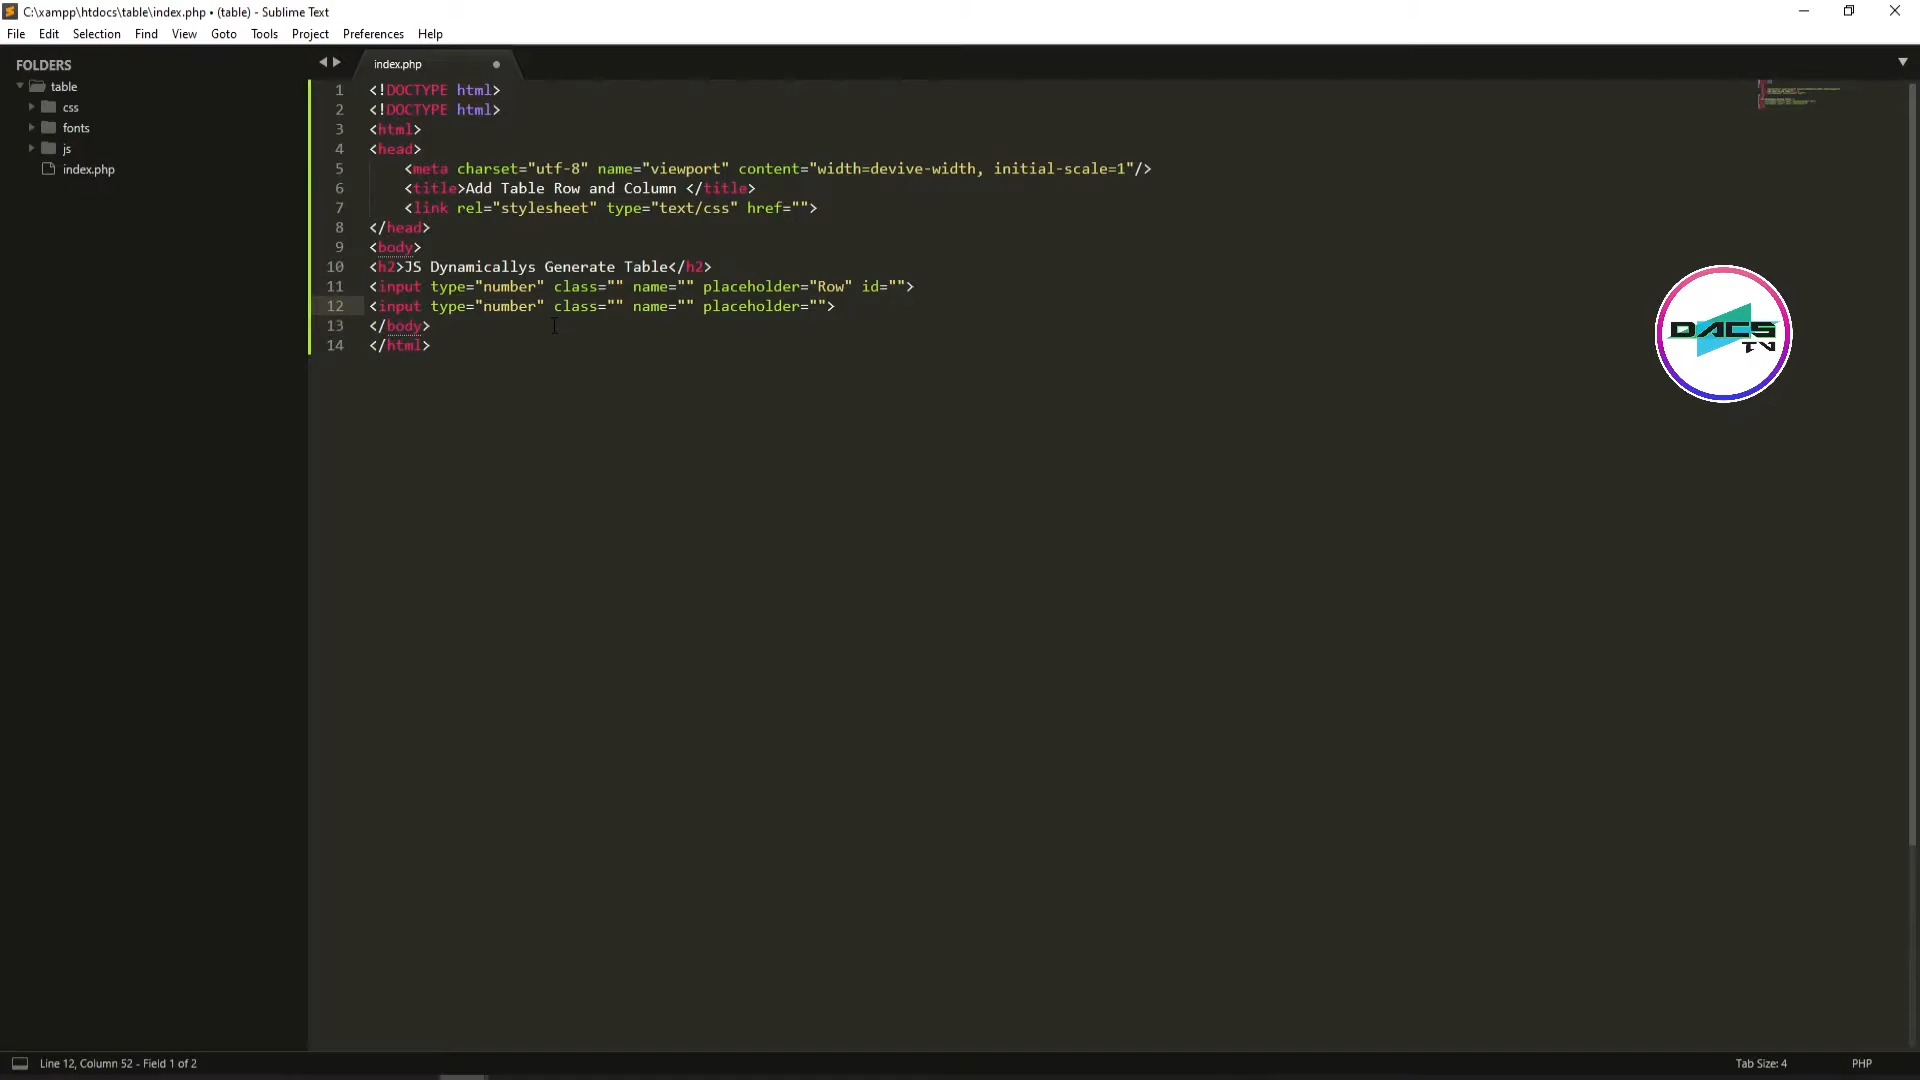 C:\xampp\htdocs\table\index.php • (table) - Sublime Text
File Edit Selection Find View Goto Tools Project Preferences Help
FOLDERS
table
css
fonts
js
index.php
index.php
1 <!DOCTYPE html>
2 <!DOCTYPE html>
3 <html>
4 <head>
5     <meta charset="utf-8" name="viewport" content="width=devive-width, initial-scale=1"/>
6     <title>Add Table Row and Column </title>
7     <link rel="stylesheet" type="text/css" href="">
8 </head>
9 <body>
10 <h2>JS Dynamicallys Generate Table</h2>
11 <input type="number" class="" name="" placeholder="Row" id="">
12 <input type="number" class="" name="" placeholder="">
13 </body>
14 </html>
DACS
TV
Line 12, Column 52 - Field 1 of 2
Tab Size: 4
PHP